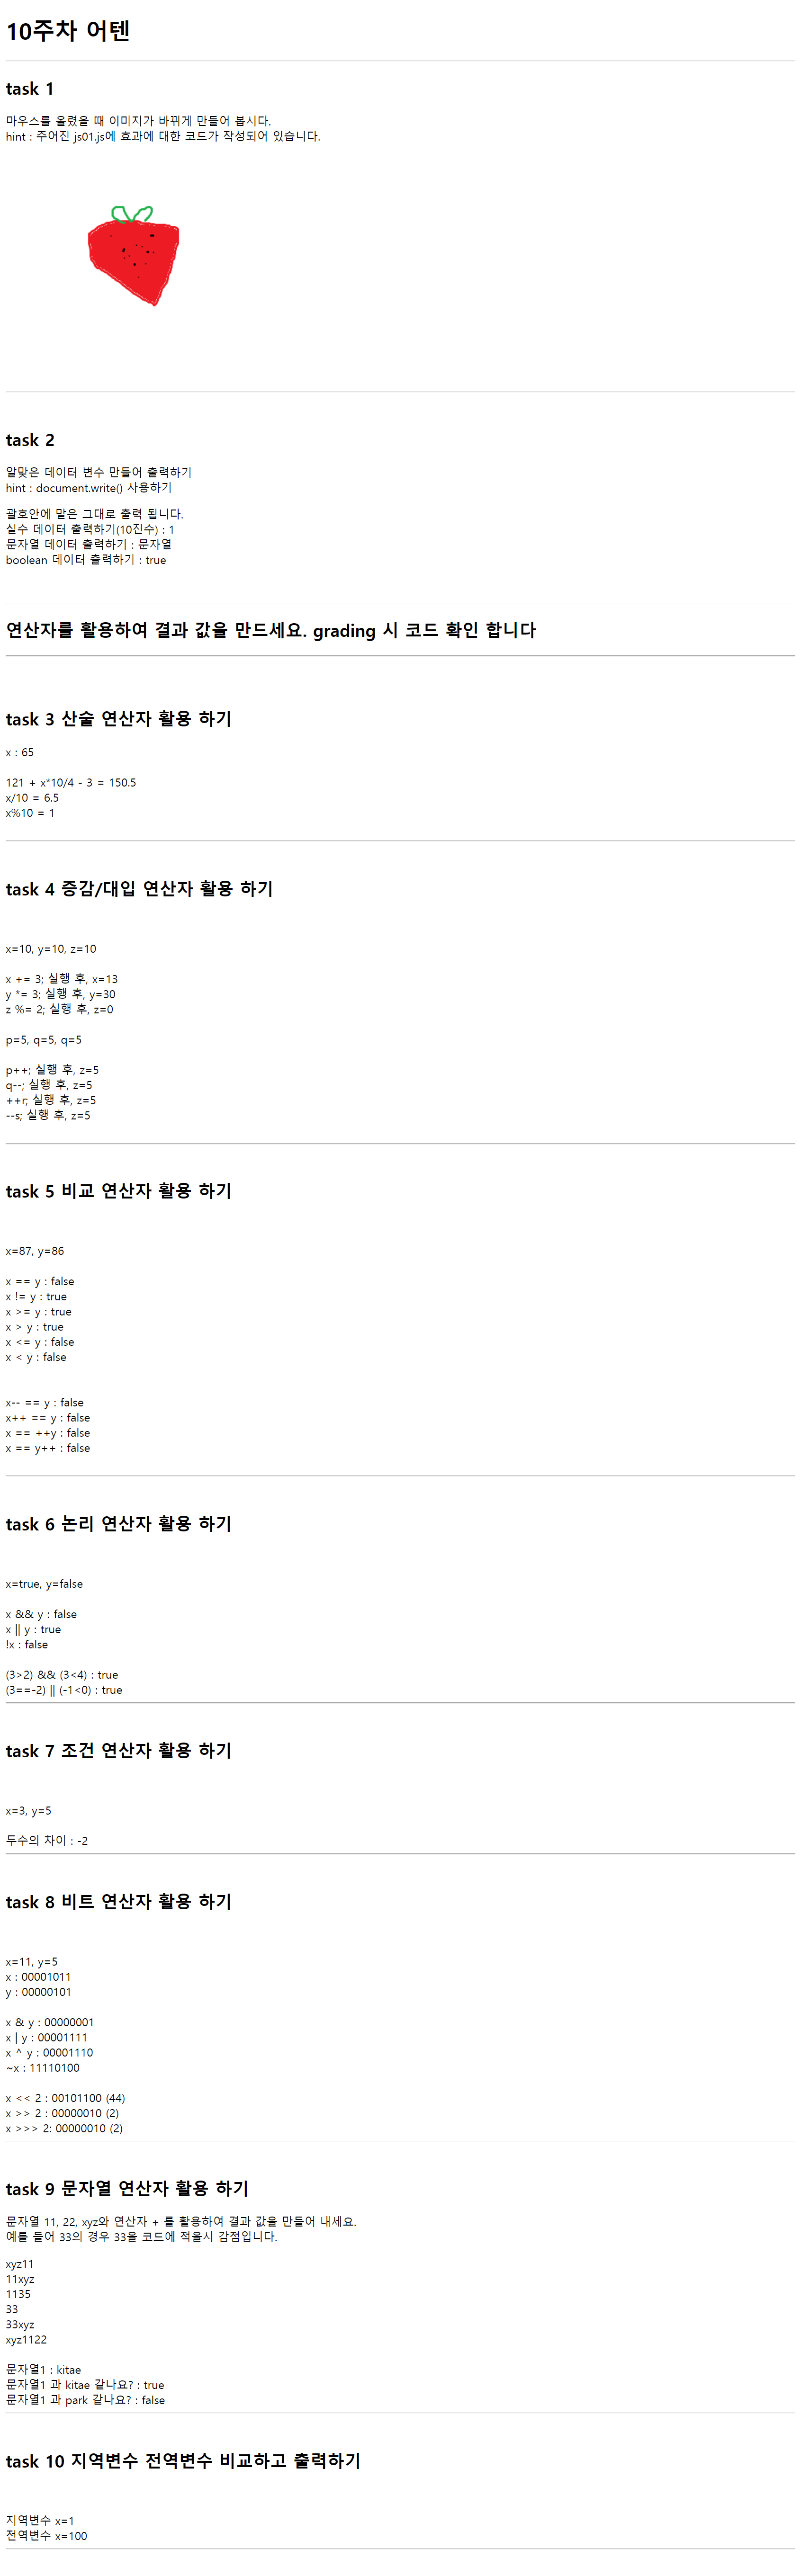 10주차 어텐
task 1
마우스를 올렸을 때 이미지가 바뀌게 만들어 봅시다.
hint : 주어진 js01.js에 효과에 대한 코드가 작성되어 있습니다.
task 2
알맞은 데이터 변수 만들어 출력하기
hint : document.write() 사용하기
괄호안에 말은 그대로 출력 됩니다.
실수 데이터 출력하기(10진수) : 1
문자열 데이터 출력하기 : 문자열
boolean 데이터 출력하기 : true
연산자를 활용하여 결과 값을 만드세요. grading 시 코드 확인 합니다
task 3 산술 연산자 활용 하기
x : 65
121 + x*10/4 - 3 = 150.5
x/10 = 6.5
x%10 = 1
task 4 증감/대입 연산자 활용 하기
x=10, y=10, z=10
x += 3; 실행 후, x=13
y *= 3; 실행 후, y=30
z %= 2; 실행 후, z=0
p=5, q=5, q=5
p++; 실행 후, z=5
q--; 실행 후, z=5
++r; 실행 후, z=5
--s; 실행 후, z=5
task 5 비교 연산자 활용 하기
x=87, y=86
x == y : false
x != y : true
x >= y : true
x > y : true
x <= y : false
x < y : false
x-- == y : false
x++ == y : false
x == ++y : false
x == y++ : false
task 6 논리 연산자 활용 하기
x=true, y=false
x && y : false
x || y : true
!x : false
(3>2) && (3<4) : true
(3==-2) || (-1<0) : true
task 7 조건 연산자 활용 하기
x=3, y=5
두수의 차이 : -2
task 8 비트 연산자 활용 하기
x=11, y=5
x : 00001011
y : 00000101
x & y : 00000001
x | y : 00001111
x ^ y : 00001110
~x : 11110100
x << 2 : 00101100 (44)
x >> 2 : 00000010 (2)
x >>> 2: 00000010 (2)
task 9 문자열 연산자 활용 하기
문자열 11, 22, xyz와 연산자 + 를 활용하여 결과 값을 만들어 내세요.
예를 들어 33의 경우 33을 코드에 적을시 감점입니다.
xyz11
11xyz
1135
33
33xyz
xyz1122
문자열1 : kitae
문자열1 과 kitae 같나요? : true
문자열1 과 park 같나요? : false
task 10 지역변수 전역변수 비교하고 출력하기
지역변수 x=1
전역변수 x=100